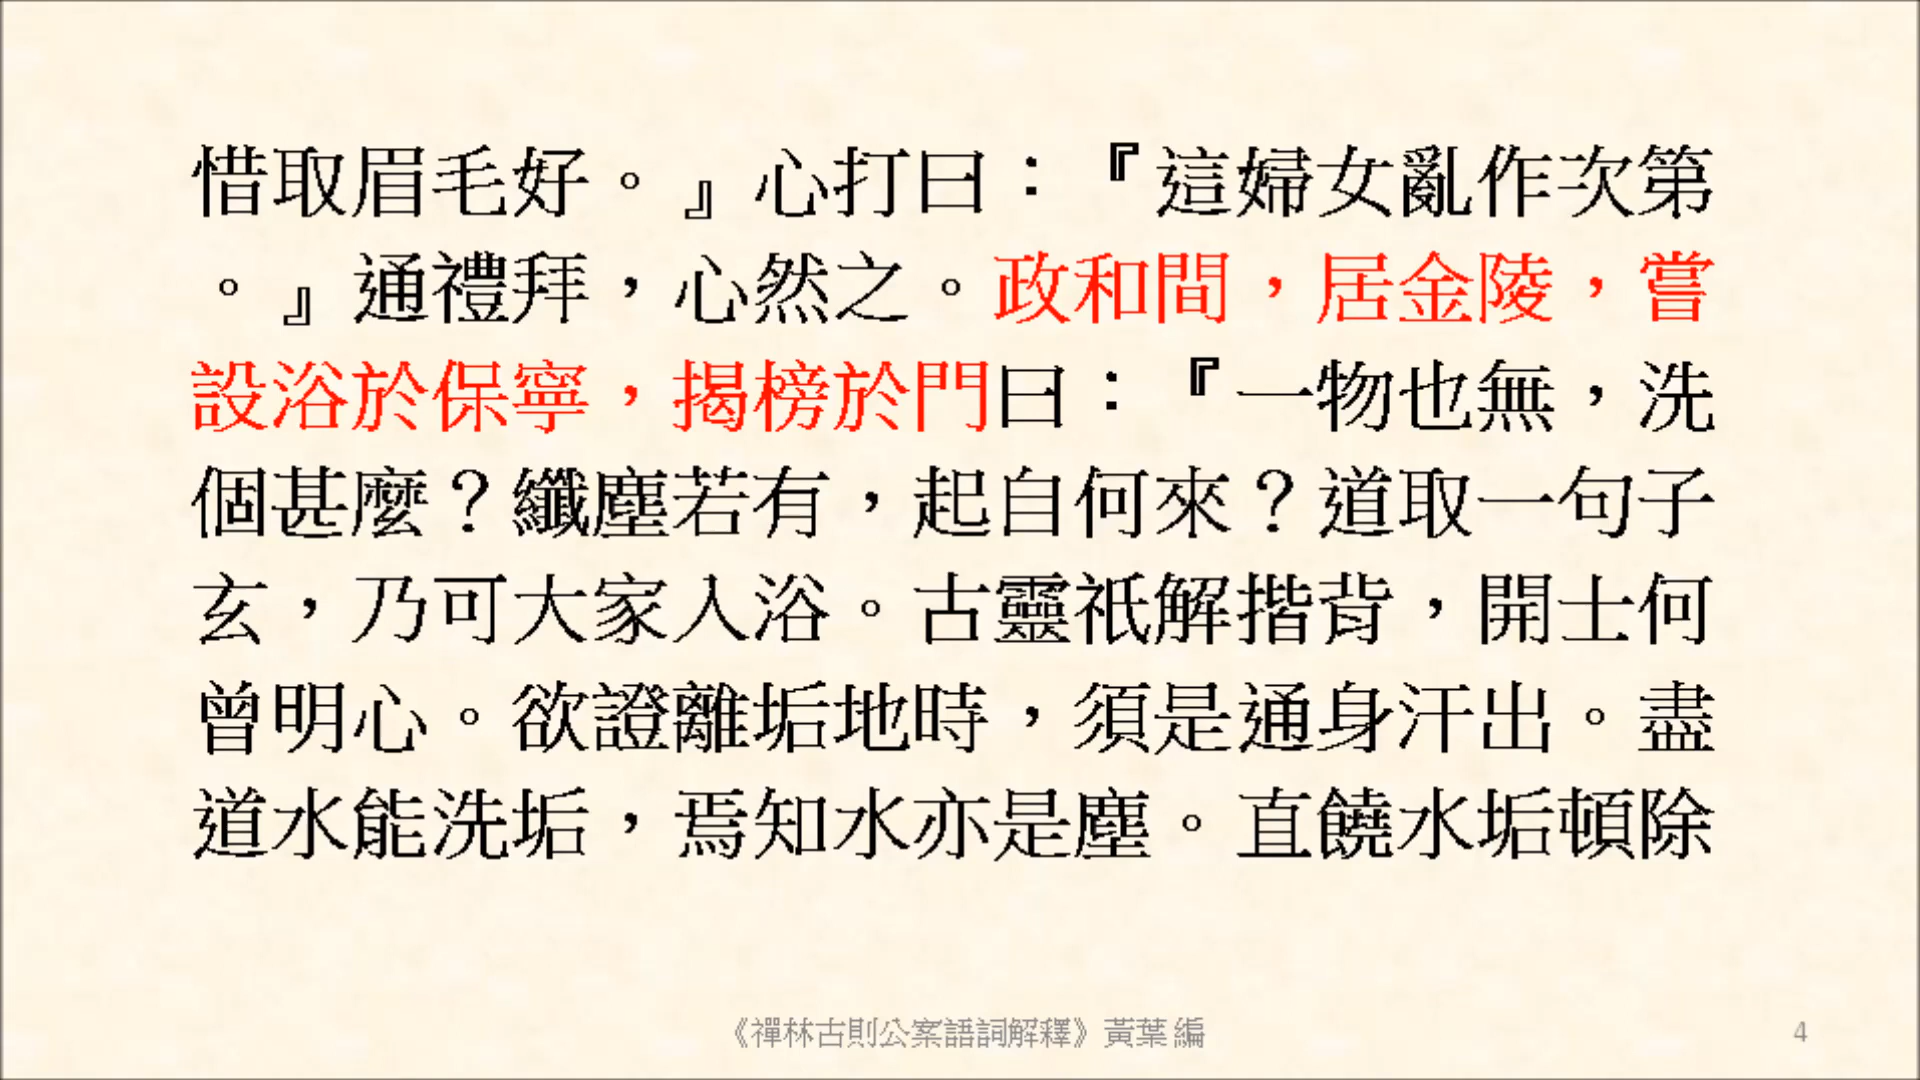 惜取眉毛好。』心打曰：『這婦女亂作次第
。』通禮拜，心然之。政和間，居金陵，嘗
設浴於保寧，揭榜於門曰：『一物也無，洗
個甚麼？纖塵若有，起自何來？道取一句子
玄，乃可大家入浴。古靈祇解揩背，開士何
曾明心。欲證離垢地時，須是通身汗出。盡
道水能洗垢，焉知水亦是塵。直饒水垢頓除
《禪林古則公案語詞解釋》黃葉 編
4